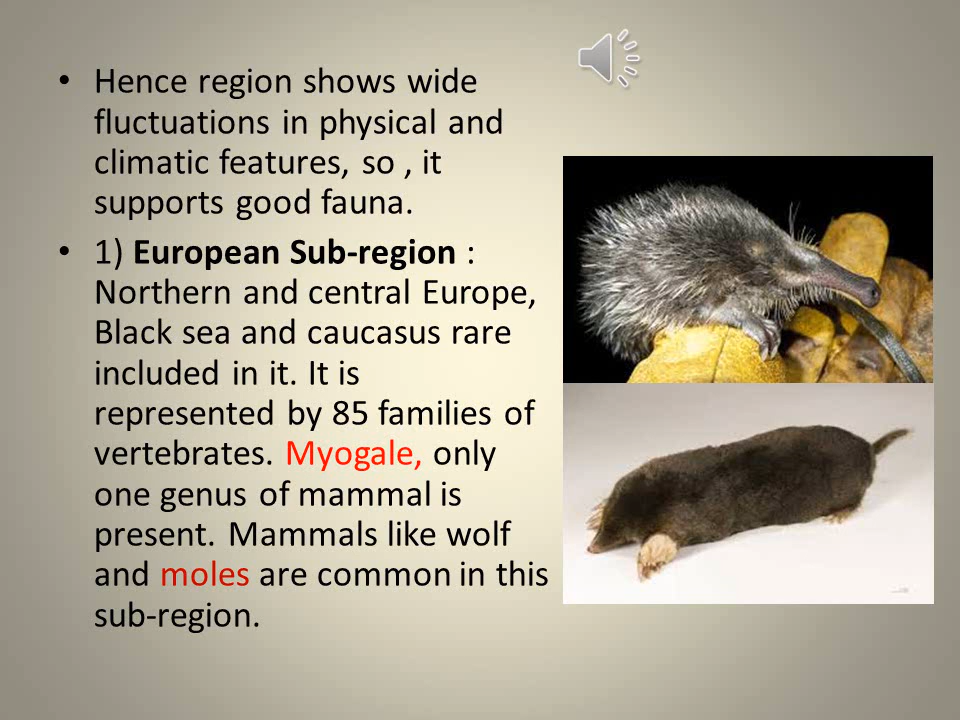 • Hence region shows wide
fluctuations in physical and
climatic features, so , it
supports good fauna.
• 1) European Sub-region :
Northern and central Europe,
Black sea and caucasus rare
included in it. It is
represented by 85 families of
vertebrates. Myogale, only
one genus of mammal is
present. Mammals like wolf
and moles are common in this
sub-region.